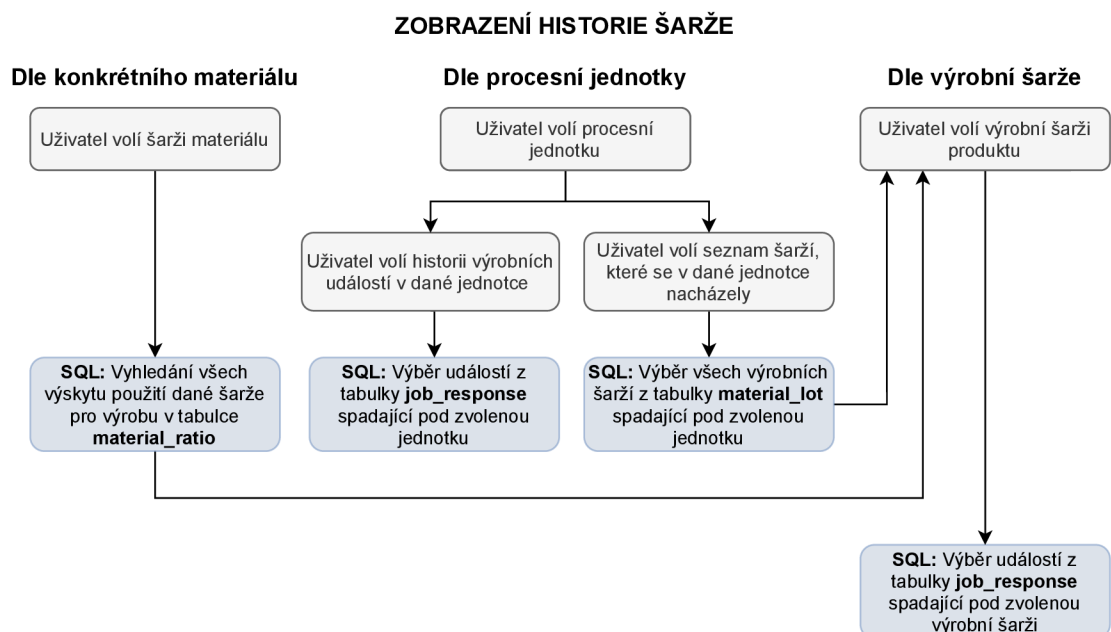 ZOBRAZENÍ HISTORIE ŠARŽE
Dle konkrétního materiálu
Uživatel volí šarži materiálu
SQL: Vyhledání všech
výskytu použití dané šarže
pro výrobu v tabulce
material_ratio
Dle procesní jednotky
Uživatel volí procesní
jednotku
Uživatel volí historii výrobních
událostí v dané jednotce
SQL: Výběr událostí z
tabulky job_response
spadající pod zvolenou
jednotku
Uživatel volí seznam šarží,
které se v dané jednotce
nacházely
SQL: Výběr všech výrobních
šarží z tabulky material_lot
spadající pod zvolenou
jednotku
Dle výrobní šarže
Uživatel volí výrobní šarži
produktu
SQL: Výběr událostí z
tabulky job_response
spadající pod zvolenou
výrobní šarži